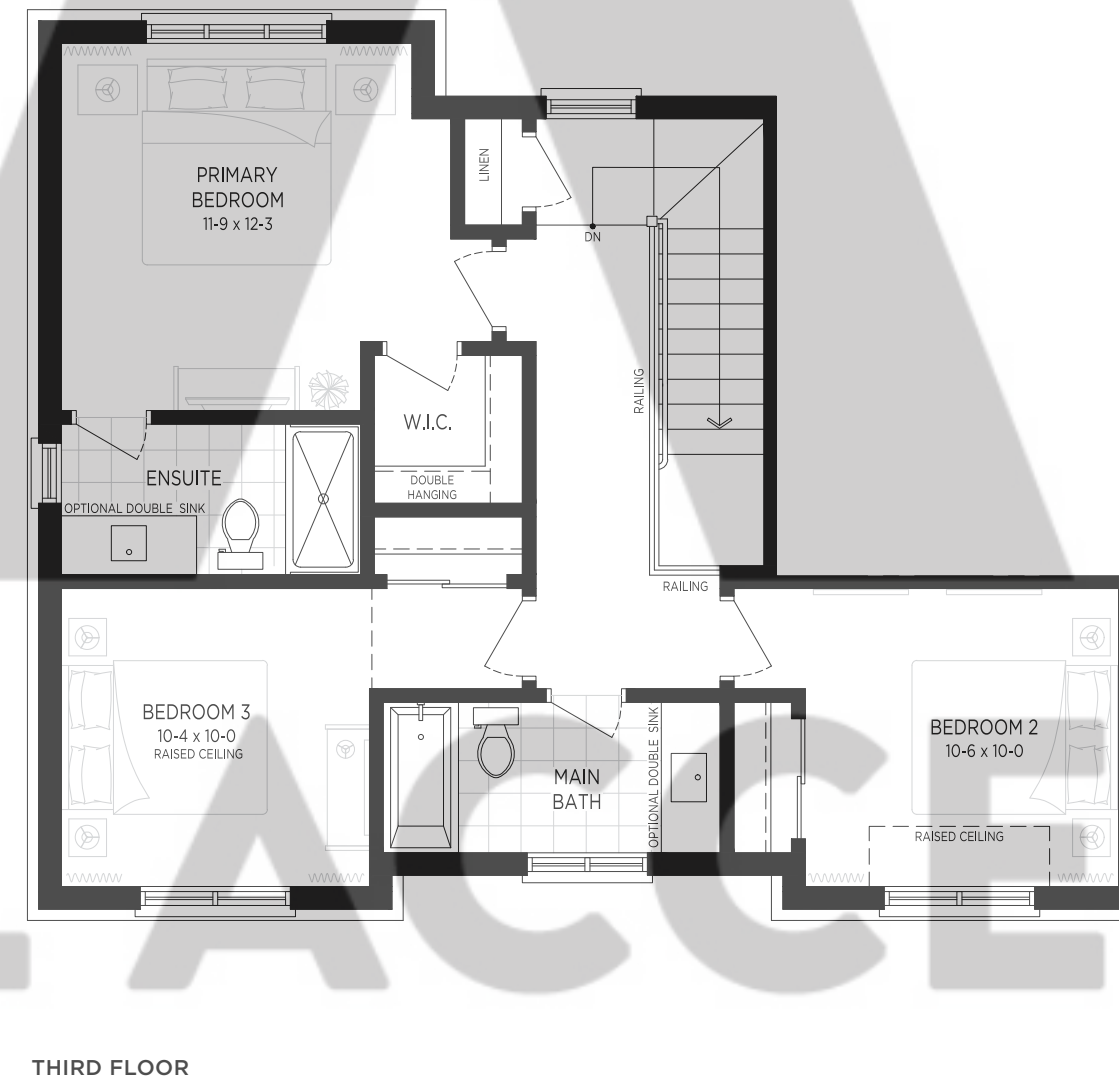 PRIMARY
BEDROOM
11-9 x 12-3
LINEN
DN
RAILING
W.I.C.
DOUBLE
HANGING
ENSUITE
OPTIONAL DOUBLE SINK
RAILING
BEDROOM 3
10-4 x 10-0
RAISED CEILING
MAIN
BATH
OPTIONAL DOUBLE SINK
BEDROOM 2
10-6 x 10-0
RAISED CEILING
ACCE
THIRD FLOOR